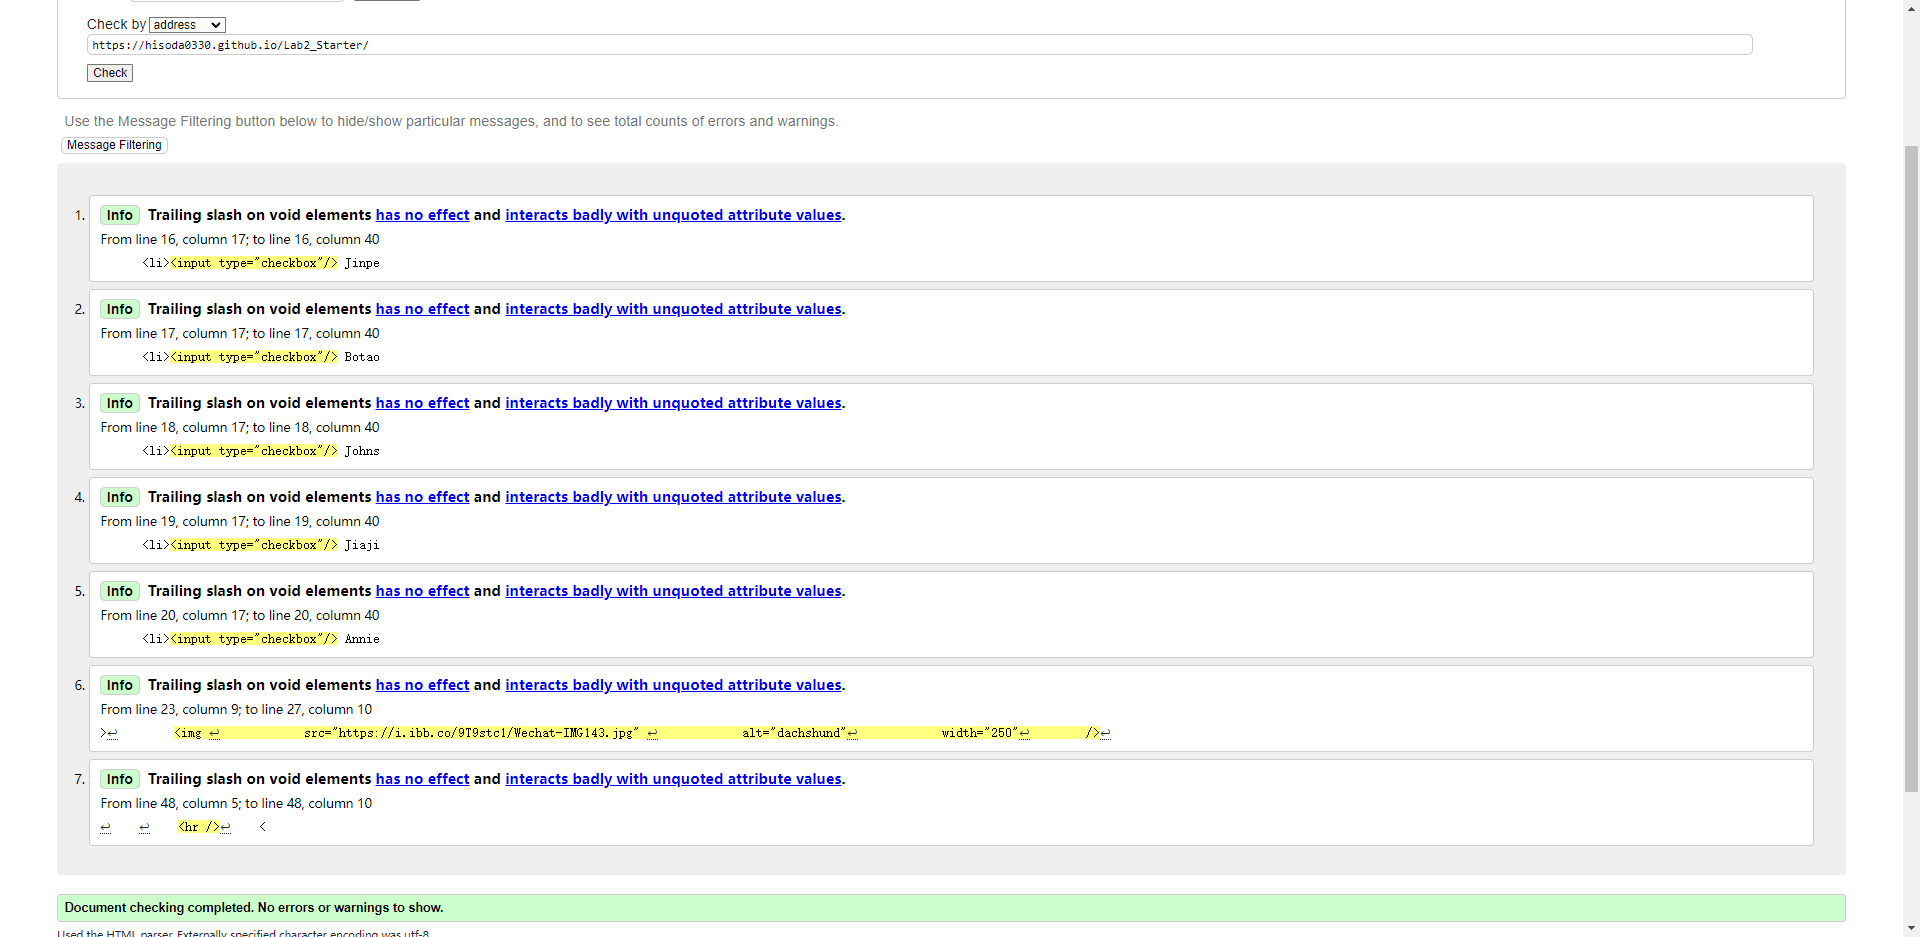 Check by address
https://hisoda0330.github.io/Lab2_Starter/
Check
Use the Message Filtering button below to hide/show particular messages, and to see total counts of errors and warnings.
Message Filtering
1. Info Trailing slash on void elements has no effect and interacts badly with unquoted attribute values.
From line 16, column 17; to line 16, column 40
<li><input type="checkbox"/> Jinpe
2. Info Trailing slash on void elements has no effect and interacts badly with unquoted attribute values.
From line 17, column 17; to line 17, column 40
<li><input type="checkbox"/> Botao
3. Info Trailing slash on void elements has no effect and interacts badly with unquoted attribute values.
From line 18, column 17; to line 18, column 40
<li><input type="checkbox"/> Johns
4. Info Trailing slash on void elements has no effect and interacts badly with unquoted attribute values.
From line 19, column 17; to line 19, column 40
<li><input type="checkbox"/> Jiaji
5. Info Trailing slash on void elements has no effect and interacts badly with unquoted attribute values.
From line 20, column 17; to line 20, column 40
<li><input type="checkbox"/> Annie
6. Info Trailing slash on void elements has no effect and interacts badly with unquoted attribute values.
From line 23, column 9; to line 27, column 10
>↩ <img ↩ src="https://i.ibb.co/9T9stc1/Wechat-IMG143.jpg" ↩ alt="dachshund"↩ width="250"↩ />↩
7. Info Trailing slash on void elements has no effect and interacts badly with unquoted attribute values.
From line 48, column 5; to line 48, column 10
↩ ↩ <hr />↩ <
Document checking completed. No errors or warnings to show.
Used the HTML parser. Externally specified character encoding was utf-8.